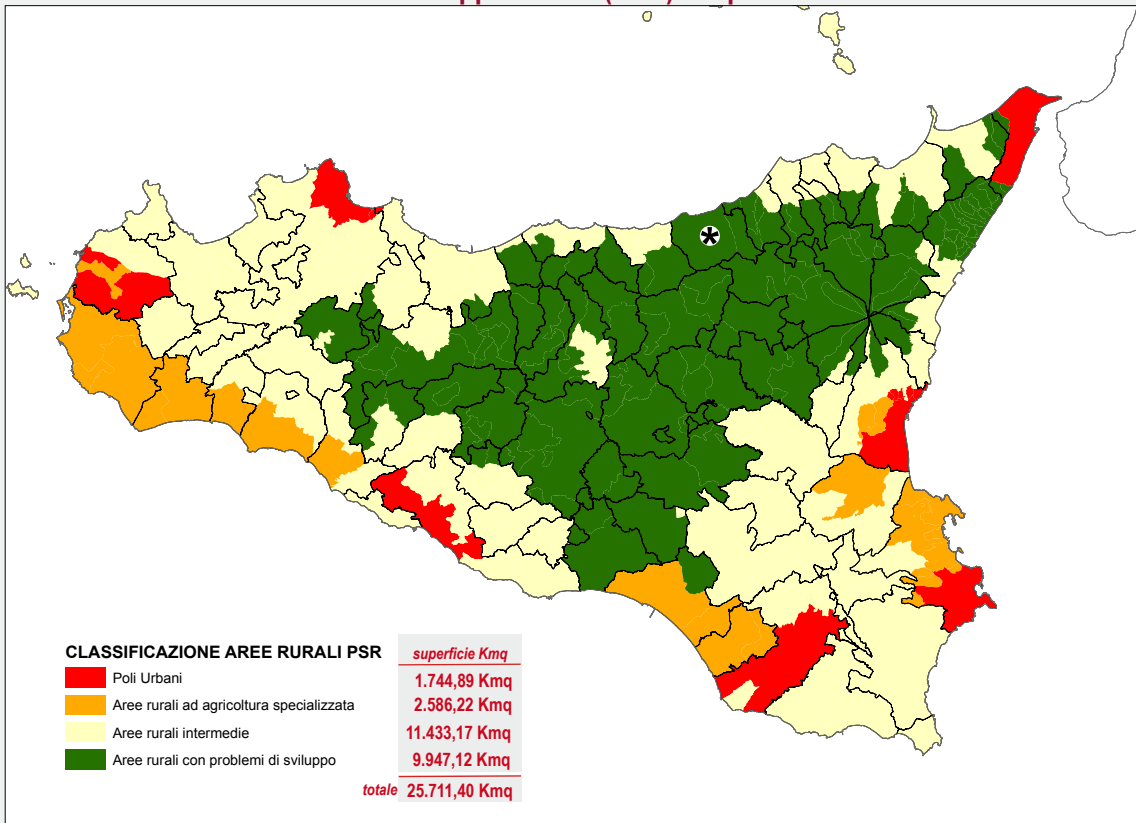 CLASSIFICAZIONE AREE RURALI PSR superficie Kmq
Poli Urbani 1.744,89 Kmq
Aree rurali ad agricoltura specializzata 2.586,22 Kmq
Aree rurali intermedie 11.433,17 Kmq
Aree rurali con problemi di sviluppo 9.947,12 Kmq
totale 25.711,40 Kmq